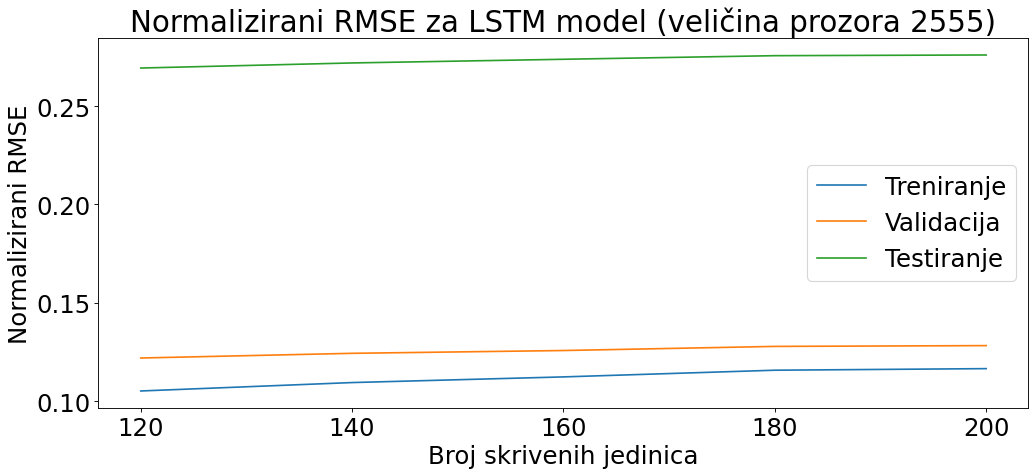 Normalizirani RMSE za LSTM model (veličina prozora 2555)
Normalizirani RMSE
0.25
0.20
0.15
0.10
Treniranje
Validacija
Testiranje
120 140 160 180 200
Broj skrivenih jedinica